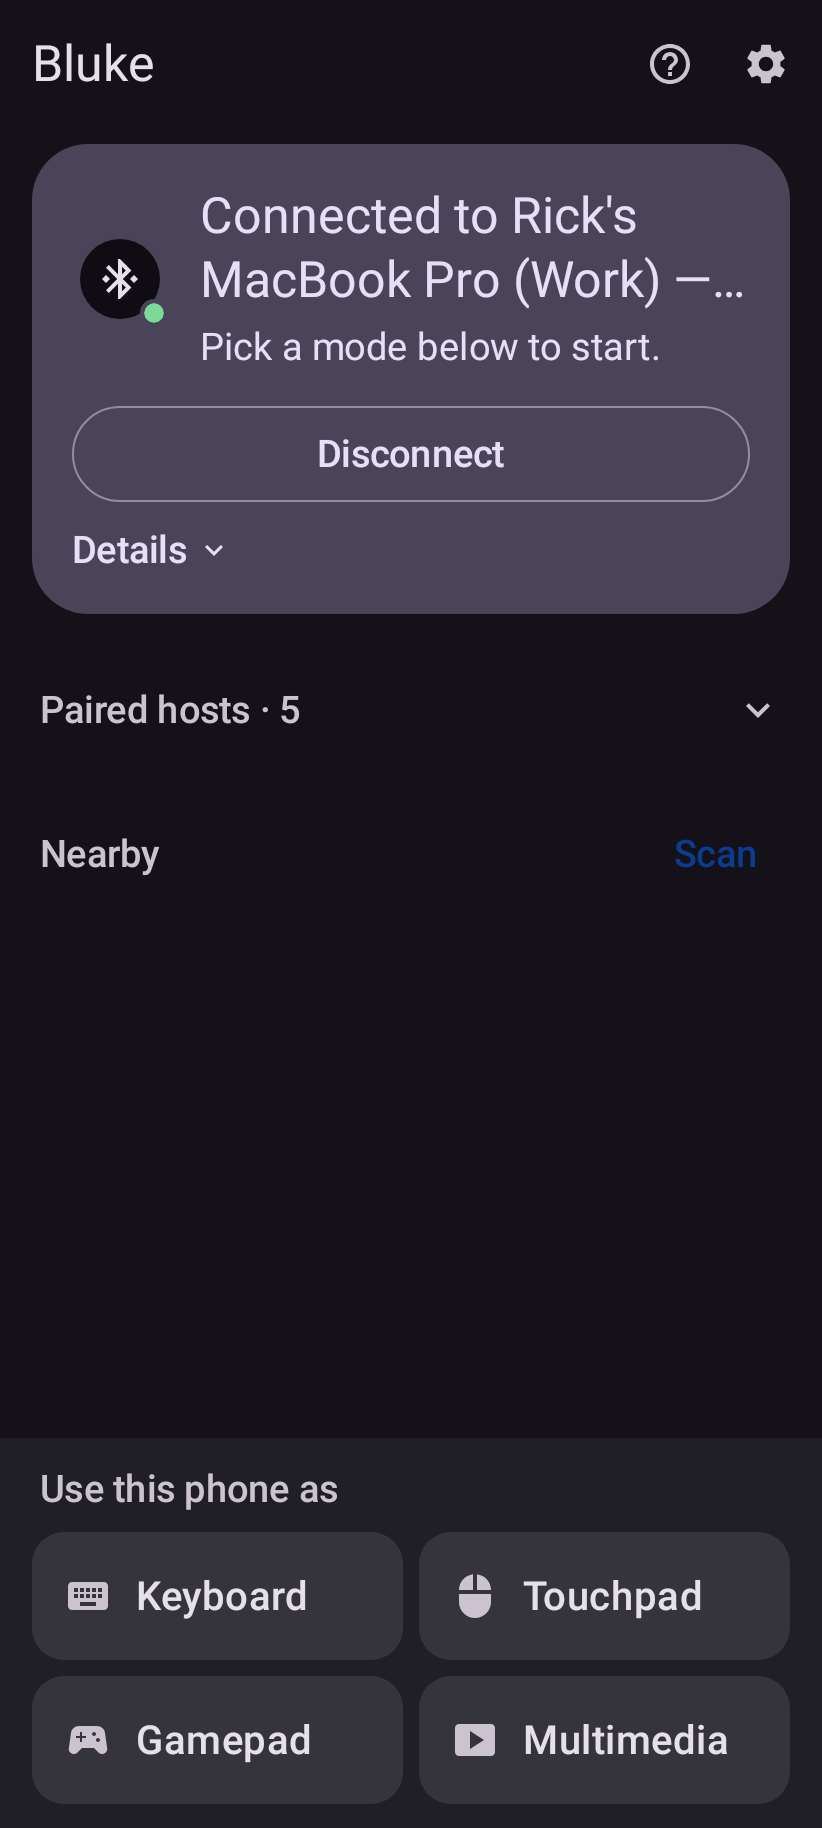 Bluke
Connected to Rick's
MacBook Pro (Work) —…
Pick a mode below to start.
Disconnect
Details
Paired hosts · 5
Nearby
Scan
Use this phone as
Keyboard
Touchpad
Gamepad
Multimedia